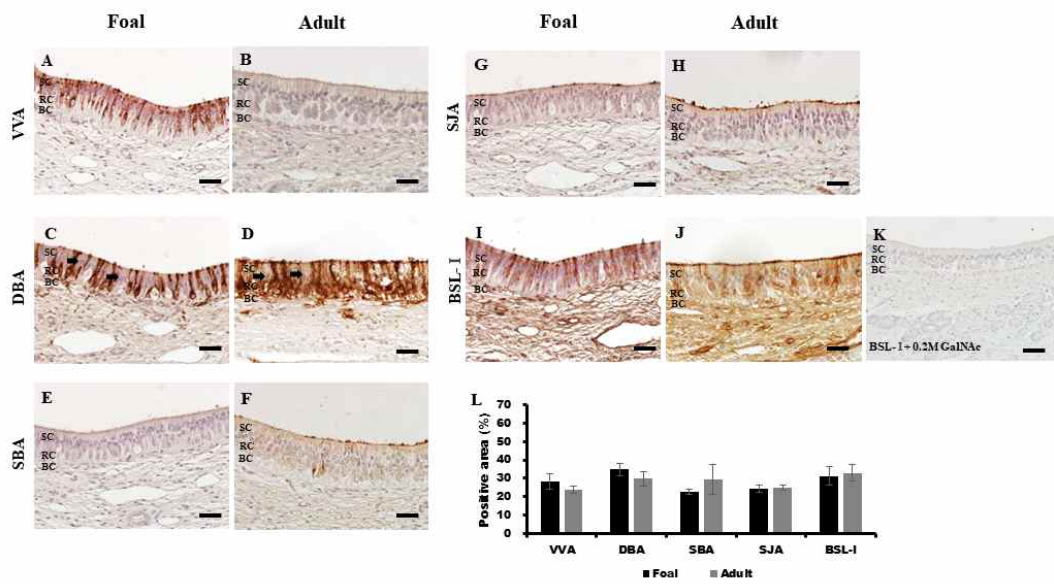 Foal Adult Foal Adult
VVA
A
SC
RC
BC
B
SC
RC
BC
SJA
G
SC
RC
BC
H
SC
RC
BC
DBA
C
SC
RC
BC
D
SC
RC
BC
BSL- I
I
SC
RC
BC
J
SC
RC
BC
K
SC
RC
BC
BSL- I + 0.2M GalNAc
SBA
E
SC
RC
BC
F
SC
RC
BC
L
Positive area (%)
70
60
50
40
30
20
10
0
VVA DBA SBA SJA BSL-I
Foal Adult